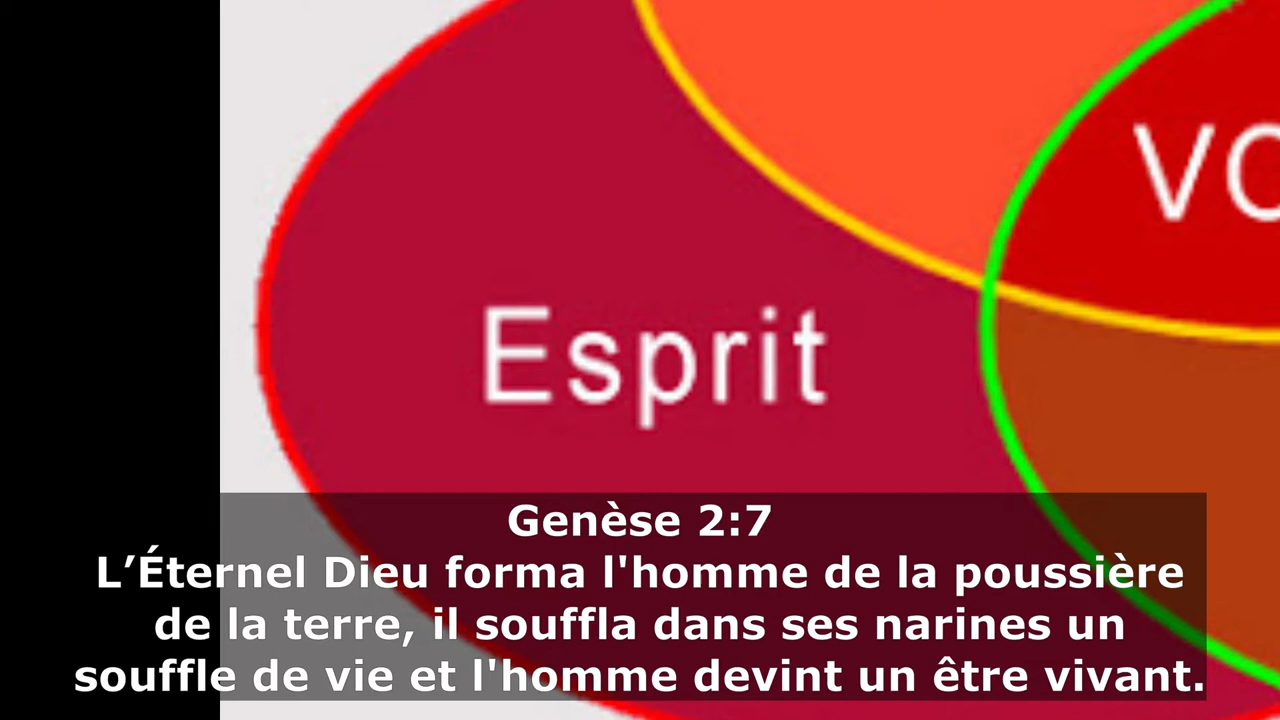 Esprit
Genèse 2:7
L’Éternel Dieu forma l'homme de la poussière
de la terre, il souffla dans ses narines un
souffle de vie et l'homme devint un être vivant.